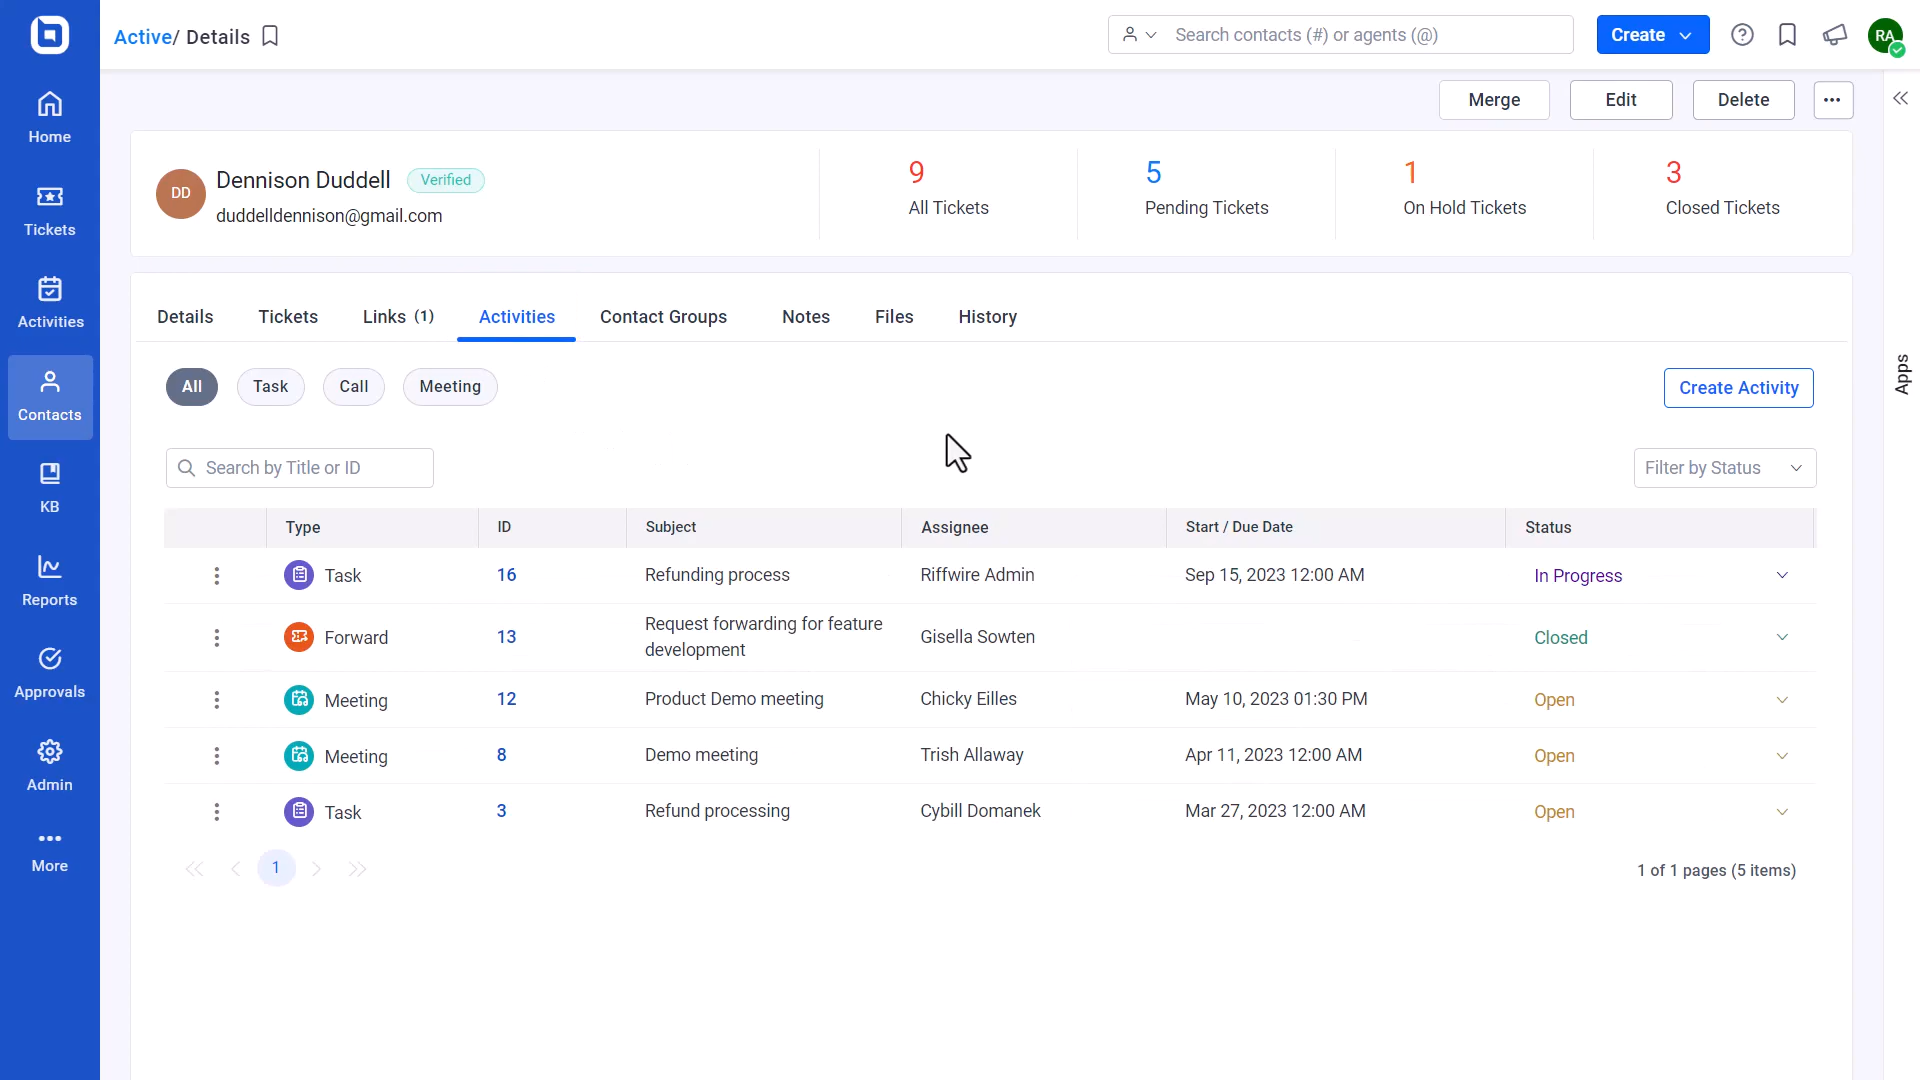 Active/ Details
Search contacts (#) or agents (@)
Create
RA
Home
Tickets
Activities
Contacts
KB
Reports
Approvals
Admin
More
Merge
Edit
Delete
Apps
DD
Dennison Duddell
Verified
duddelldennison@gmail.com
9
All Tickets
5
Pending Tickets
1
On Hold Tickets
3
Closed Tickets
Details Tickets Links (1) Activities Contact Groups Notes Files History
All Task Call Meeting
Create Activity
Search by Title or ID
Filter by Status
Type ID Subject Assignee Start / Due Date Status
Task 16 Refunding process Riffwire Admin Sep 15, 2023 12:00 AM In Progress
Forward 13 Request forwarding for feature
development Gisella Sowten Closed
Meeting 12 Product Demo meeting Chicky Eilles May 10, 2023 01:30 PM Open
Meeting 8 Demo meeting Trish Allaway Apr 11, 2023 12:00 AM Open
Task 3 Refund processing Cybill Domanek Mar 27, 2023 12:00 AM Open
1
1 of 1 pages (5 items)